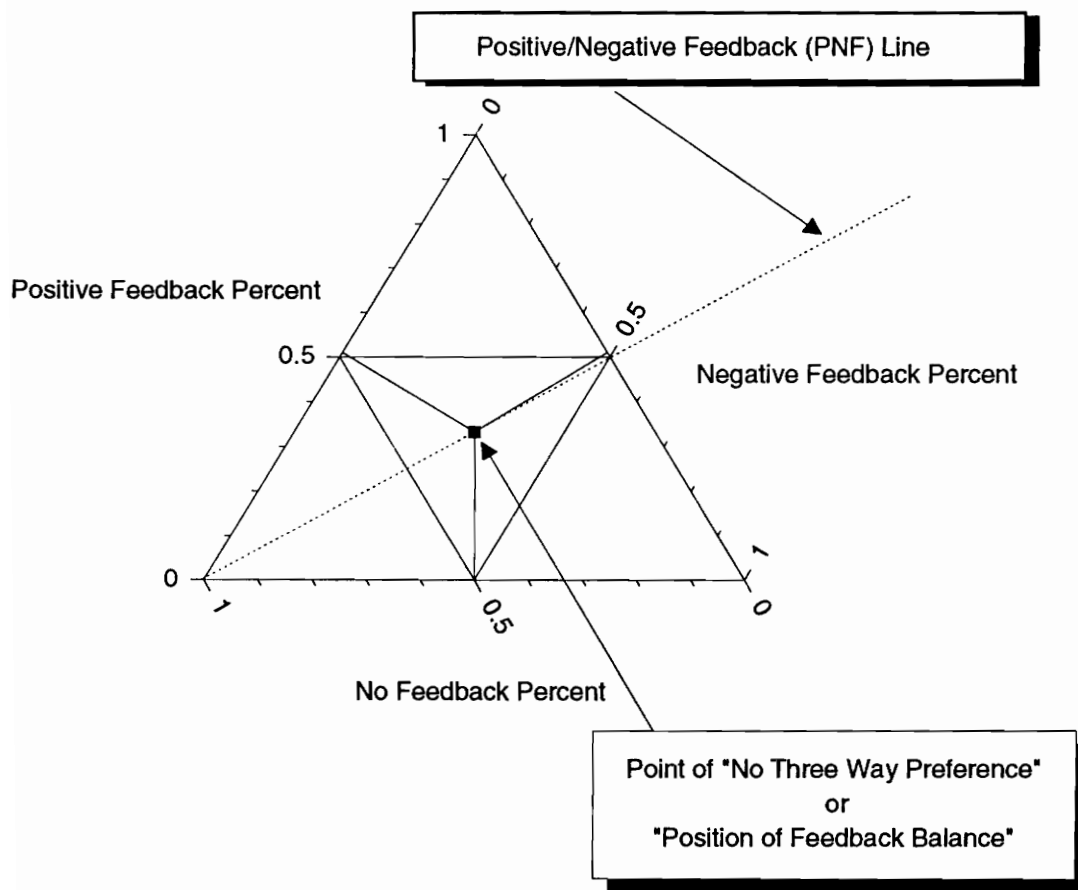 Positive/Negative Feedback (PNF) Line
0
1
Positive Feedback Percent
0.5
0.5
Negative Feedback Percent
0
1
1
0.5
0
No Feedback Percent
Point of "No Three Way Preference"
or
"Position of Feedback Balance"